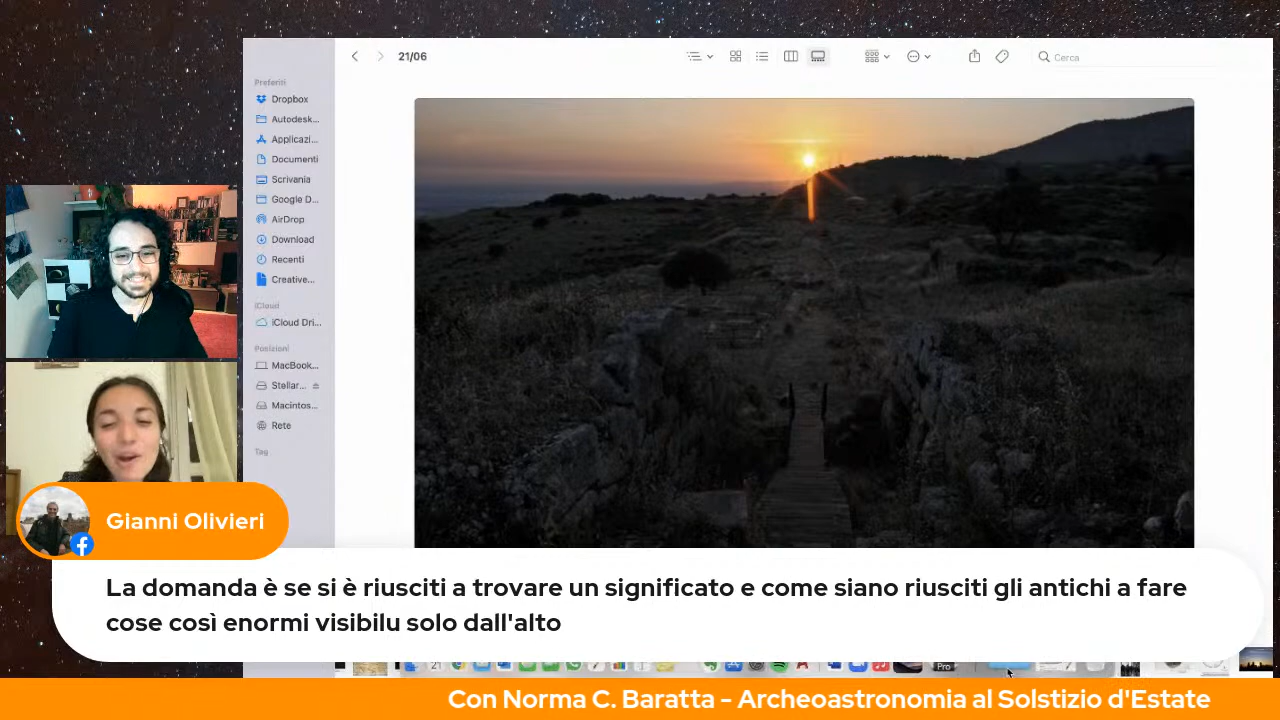 21/06
Cerca
Preferiti
Dropbox
Autodesk...
Applicazi...
Documenti
Scrivania
Google D...
AirDrop
Download
Recenti
Creative...
iCloud
iCloud Dri...
Posizioni
MacBook...
Stellar...
Macintos...
Rete
Tag
Gianni Olivieri
La domanda è se si è riusciti a trovare un significato e come siano riusciti gli antichi a fare
cose così enormi visibilu solo dall'alto
Pro
Con Norma C. Baratta - Archeoastronomia al Solstizio d'Estate